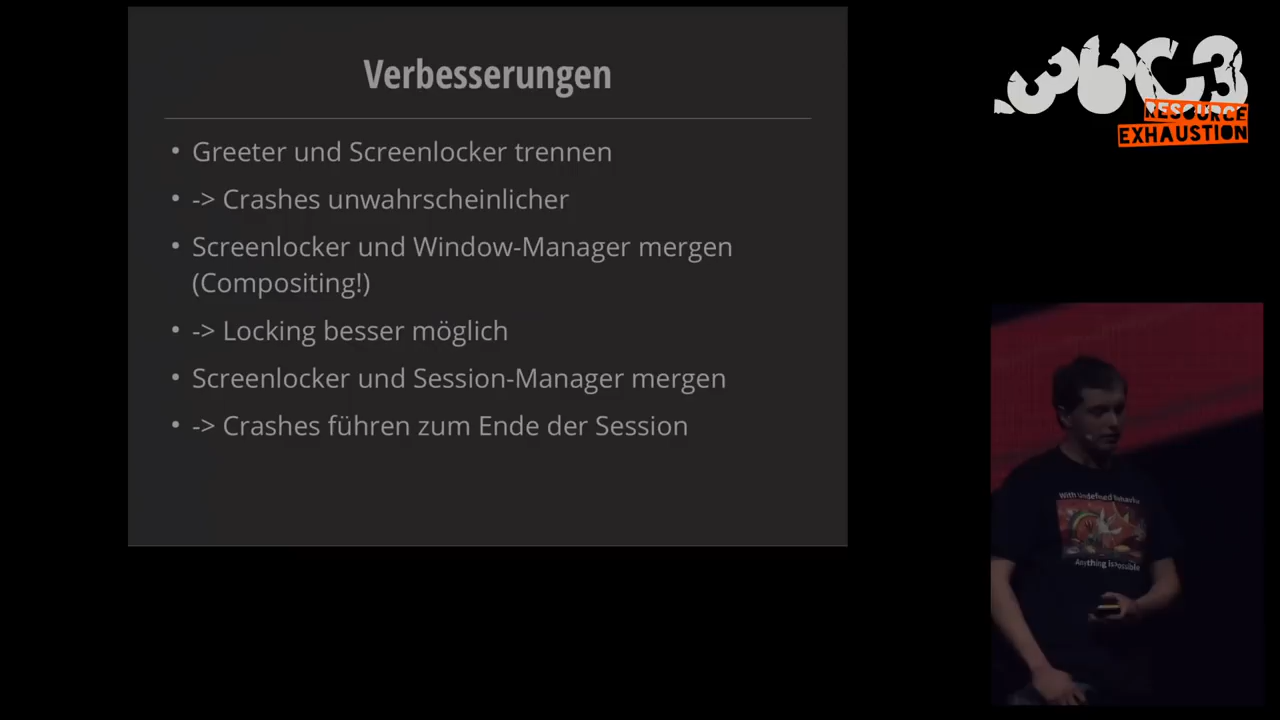 Verbesserungen
• Greeter und Screenlocker trennen
• -> Crashes unwahrscheinlicher
• Screenlocker und Window-Manager mergen
(Compositing!)
• -> Locking besser möglich
• Screenlocker und Session-Manager mergen
• -> Crashes führen zum Ende der Session
36C3
RESOURCE
EXHAUSTION
With Undefined Behavior
Anything is Possible